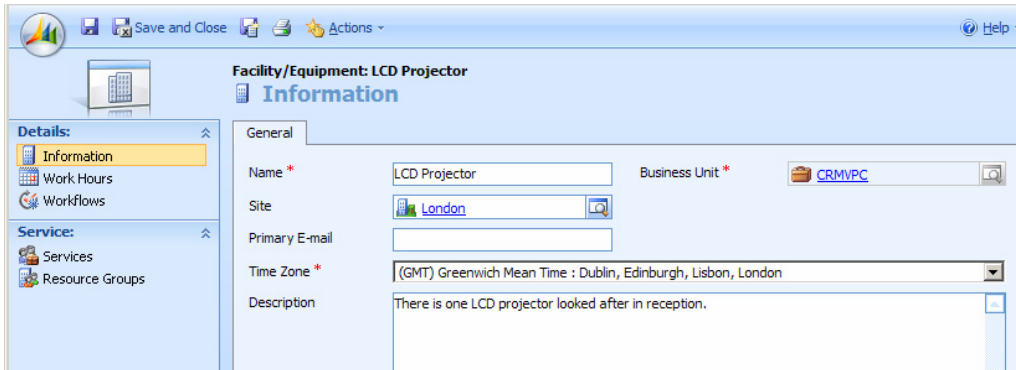 Save and Close Actions Help
Facility/Equipment: LCD Projector
Information
Details:
Information
Work Hours
Workflows
Service:
Services
Resource Groups
General
Name * LCD Projector Business Unit * CRMVPC
Site London
Primary E-mail
Time Zone * (GMT) Greenwich Mean Time : Dublin, Edinburgh, Lisbon, London
Description There is one LCD projector looked after in reception.